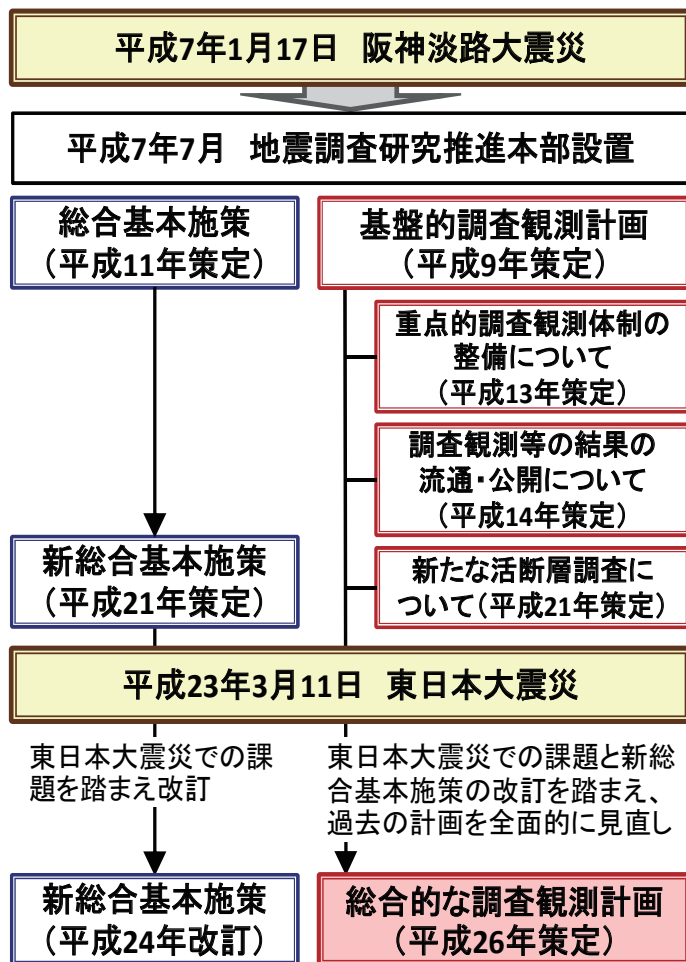 平成7年1月17日 阪神淡路大震災
平成7年7月 地震調査研究推進本部設置
総合基本施策
（平成11年策定）
基盤的調査観測計画
（平成9年策定）
重点的調査観測体制の
整備について
（平成13年策定）
調査観測等の結果の
流通・公開について
（平成14年策定）
新総合基本施策
（平成21年策定）
新たな活断層調査に
ついて（平成21年策定）
平成23年3月11日 東日本大震災
東日本大震災での課
題を踏まえ改訂
東日本大震災での課題と新総
合基本施策の改訂を踏まえ、
過去の計画を全面的に見直し
新総合基本施策
（平成24年改訂）
総合的な調査観測計画
（平成26年策定）